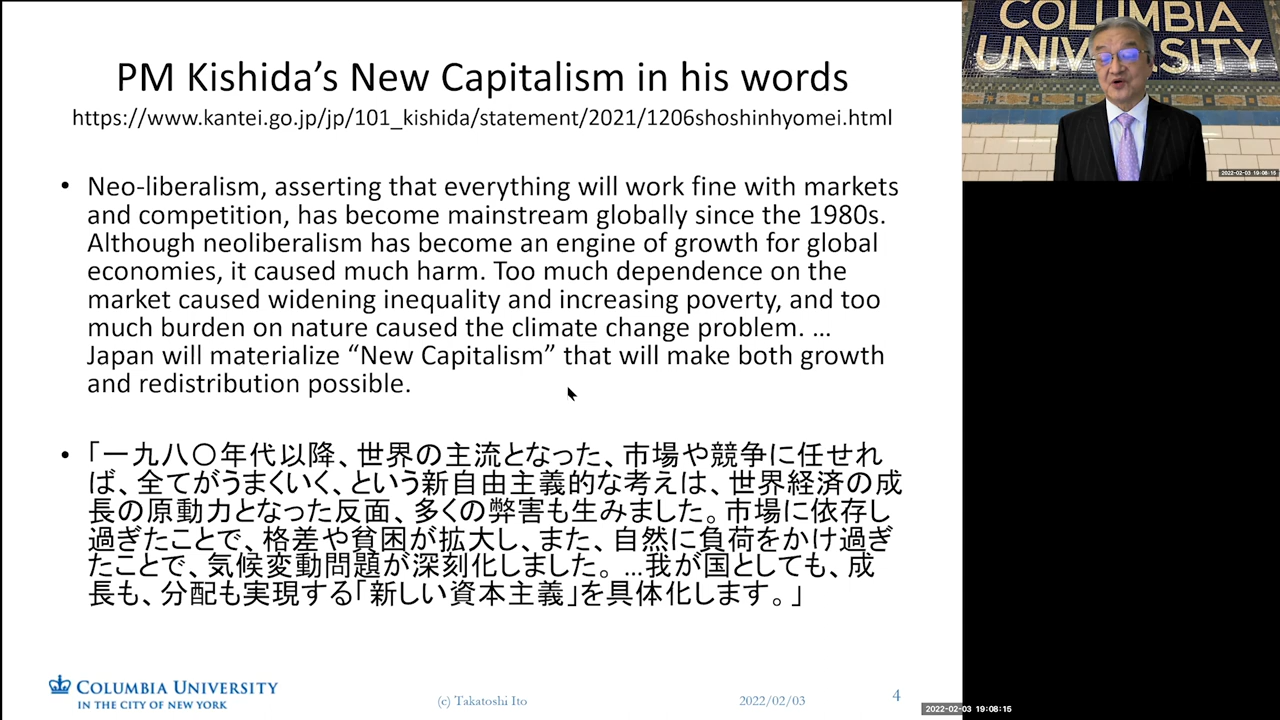 PM Kishida’s New Capitalism in his words
https://www.kantei.go.jp/jp/101_kishida/statement/2021/1206shoshinhyomei.html
• Neo-liberalism, asserting that everything will work fine with markets
and competition, has become mainstream globally since the 1980s.
Although neoliberalism has become an engine of growth for global
economies, it caused much harm. Too much dependence on the
market caused widening inequality and increasing poverty, and too
much burden on nature caused the climate change problem. …
Japan will materialize “New Capitalism” that will make both growth
and redistribution possible.
• 「一九八〇年代以降、世界の主流となった、市場や競争に任せれ
ば、全てがうまくいく、という新自由主義的な考えは、世界経済の成
長の原動力となった反面、多くの弊害も生みました。市場に依存し
過ぎたことで、格差や貧困が拡大し、また、自然に負荷をかけ過ぎ
たことで、気候変動問題が深刻化しました。…我が国としても、成
長も、分配も実現する「新しい資本主義」を具体化します。」
COLUMBIA UNIVERSITY
IN THE CITY OF NEW YORK
(c) Takatoshi Ito
2022/02/03
4
COLUMBIA
UNIVERSITY
2022-02-03 19:08:15
2022-02-03 19:08:15